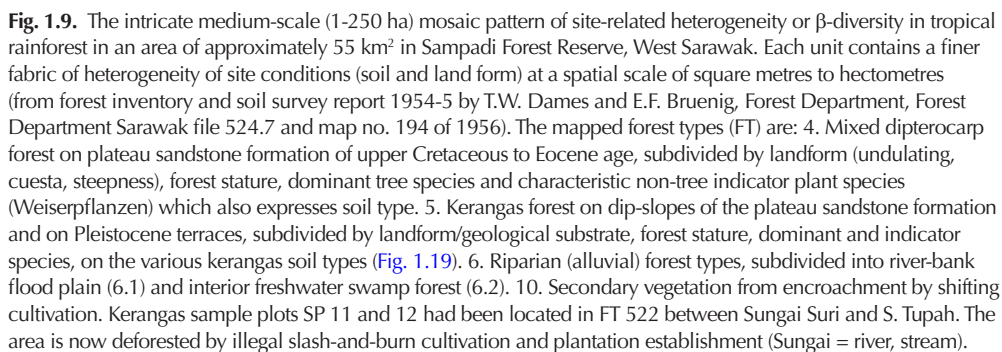 Fig. 1.9. The intricate medium-scale (1-250 ha) mosaic pattern of site-related heterogeneity or β-diversity in tropical
rainforest in an area of approximately 55 km² in Sampadi Forest Reserve, West Sarawak. Each unit contains a finer
fabric of heterogeneity of site conditions (soil and land form) at a spatial scale of square metres to hectometres
(from forest inventory and soil survey report 1954-5 by T.W. Dames and E.F. Bruenig, Forest Department, Forest
Department Sarawak file 524.7 and map no. 194 of 1956). The mapped forest types (FT) are: 4. Mixed dipterocarp
forest on plateau sandstone formation of upper Cretaceous to Eocene age, subdivided by landform (undulating,
cuesta, steepness), forest stature, dominant tree species and characteristic non-tree indicator plant species
(Weiserpflanzen) which also expresses soil type. 5. Kerangas forest on dip-slopes of the plateau sandstone formation
and on Pleistocene terraces, subdivided by landform/geological substrate, forest stature, dominant and indicator
species, on the various kerangas soil types (Fig. 1.19). 6. Riparian (alluvial) forest types, subdivided into river-bank
flood plain (6.1) and interior freshwater swamp forest (6.2). 10. Secondary vegetation from encroachment by shifting
cultivation. Kerangas sample plots SP 11 and 12 had been located in FT 522 between Sungai Suri and S. Tupah. The
area is now deforested by illegal slash-and-burn cultivation and plantation establishment (Sungai = river, stream).